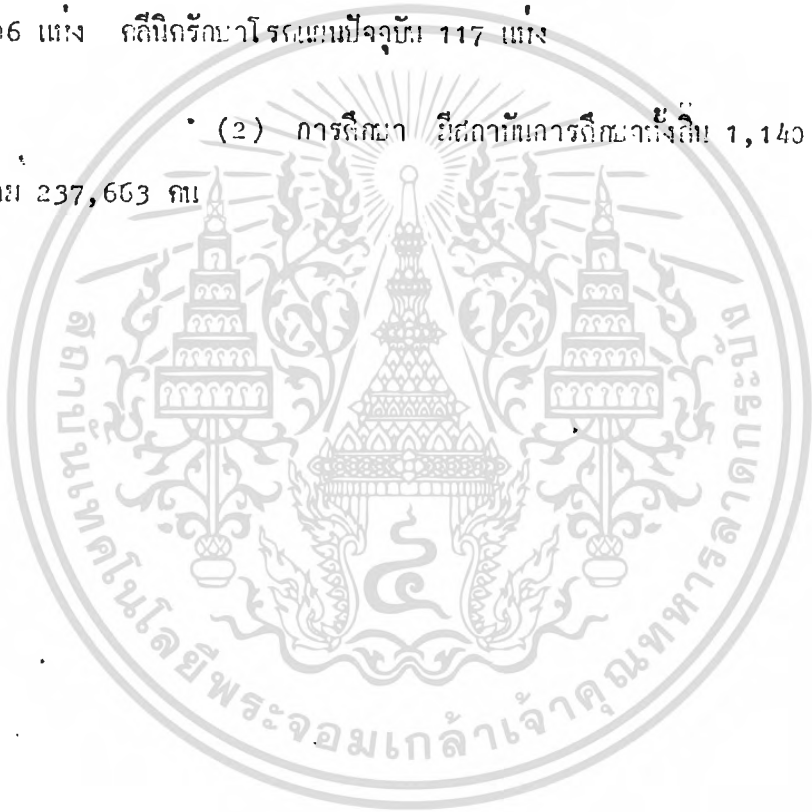 6 แห่ง คลีนิครักษาโรคแผนปัจจุบัน 117 แห่ง
(2) การศึกษา มีสถาบันการศึกษาทั้งสิ้น 1,140
237,663 คน
สถาบันเทคโนโลยีพระจอมเกล้าเจ้าคุณทหารลาดกระบัง